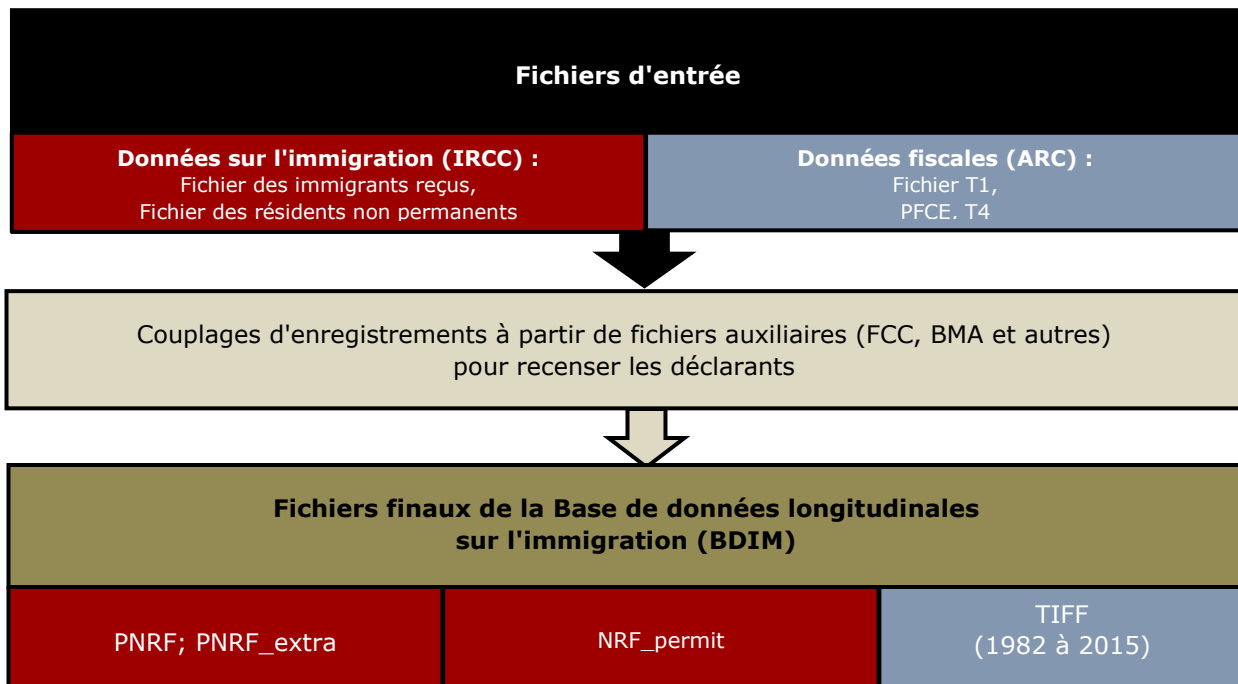 Fichiers d'entrée
Données sur l'immigration (IRCC) :
Fichier des immigrants reçus,
Fichier des résidents non permanents
Données fiscales (ARC) :
Fichier T1,
PFCE, T4
Couplages d'enregistrements à partir de fichiers auxiliaires (FCC, BMA et autres)
pour recenser les déclarants
Fichiers finaux de la Base de données longitudinales
sur l'immigration (BDIM)
PNRF; PNRF_extra
NRF_permit
TIFF
(1982 à 2015)